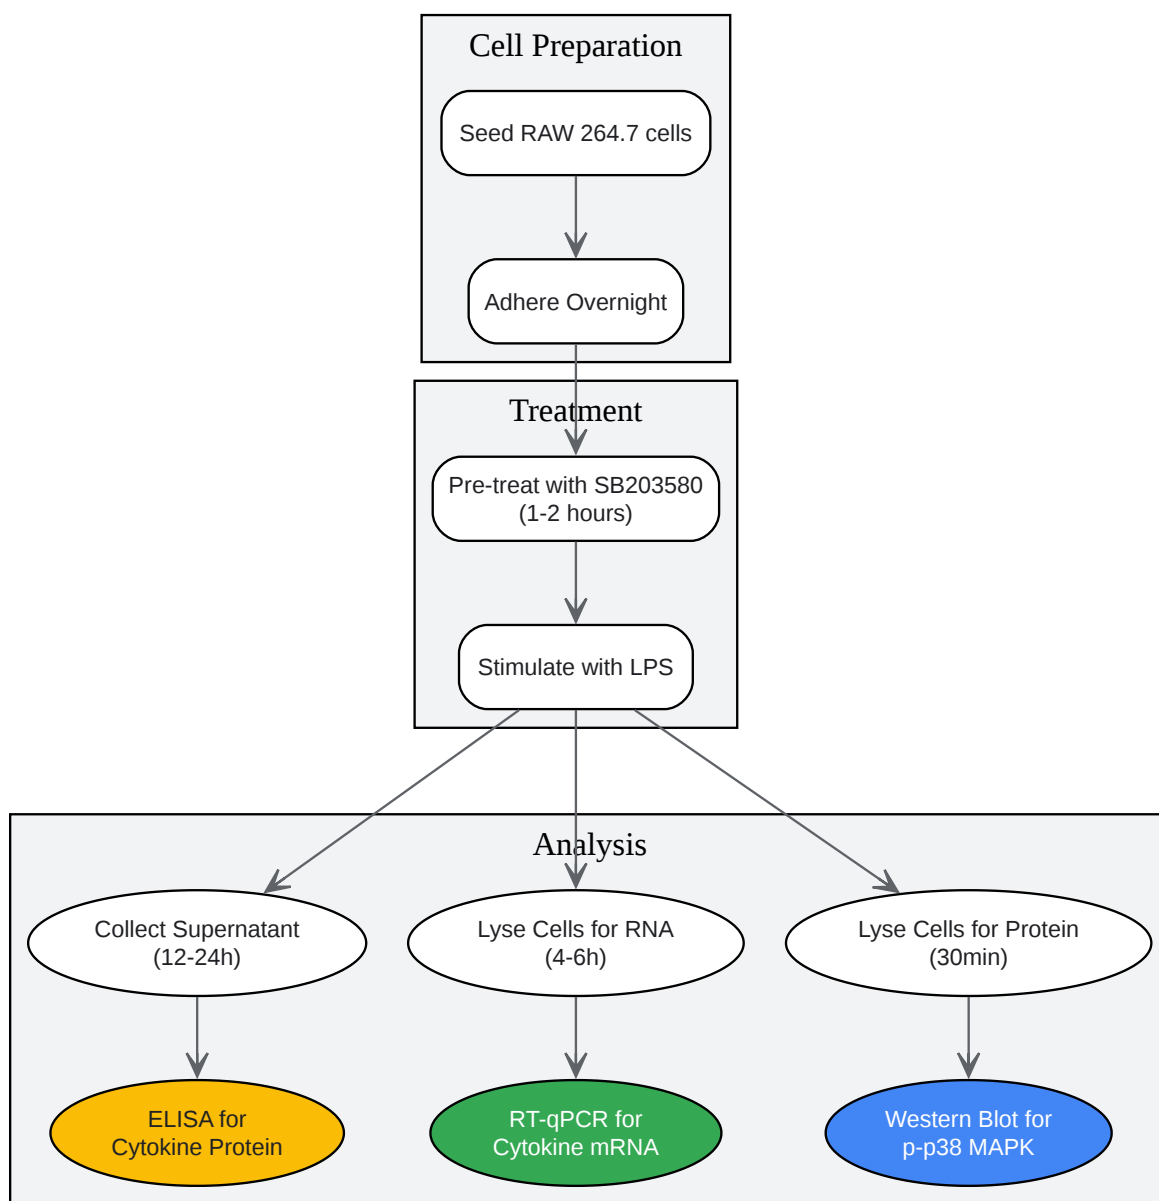 Cell Preparation
Seed RAW 264.7 cells
Adhere Overnight
Treatment
Pre-treat with SB203580
(1-2 hours)
Stimulate with LPS
Analysis
Collect Supernatant
(12-24h)
Lyse Cells for RNA
(4-6h)
Lyse Cells for Protein
(30min)
ELISA for
Cytokine Protein
RT-qPCR for
Cytokine mRNA
Western Blot for
p-p38 MAPK